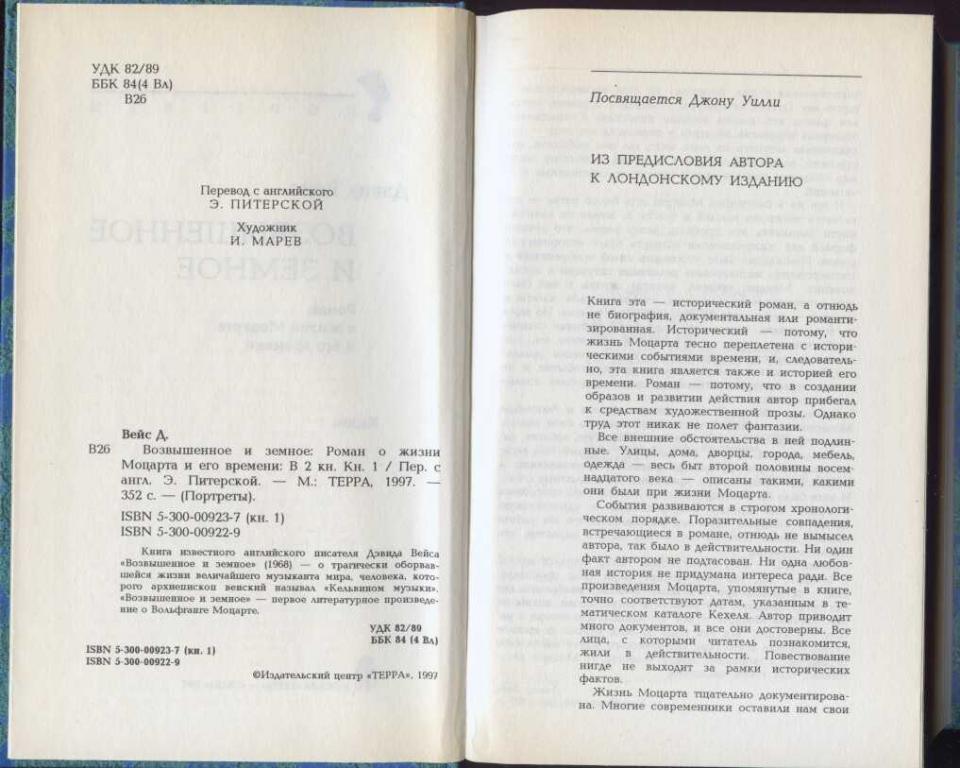 УДК 82/89
ББК 84(4 Вл)
В26
Перевод с английского
Э. ПИТЕРСКОЙ
Художник
И. МАРЕВ
Вейс Д.
В26 Возвышенное и земное: Роман о жизни
Моцарта и его времени: В 2 кн. Кн. 1 / Пер. с
англ. Э. Питерской. — М.: ТЕРРА, 1997. —
352 с. — (Портреты).
ISBN 5-300-00923-7 (кн. 1)
ISBN 5-300-00922-9
Книга известного английского писателя Дэвида Вейса
«Возвышенное и земное» (1968) — о трагически оборвав-
шейся жизни величайшего музыканта мира, человека, кото-
рого архиепископ венский называл «Кельвином музыки».
«Возвышенное и земное» — первое литературное произведе-
ние о Вольфганге Моцарте.
УДК 82/89
ББК 84 (4 Вл)
ISBN 5-300-00923-7 (кн. 1)
ISBN 5-300-00922-9
©Издательский центр «ТЕРРА», 1997
Посвящается Джону Уилли
ИЗ ПРЕДИСЛОВИЯ АВТОРА
К ЛОНДОНСКОМУ ИЗДАНИЮ
Книга эта — исторический роман, а отнюдь
не биография, документальная или романти-
зированная. Исторический — потому, что
жизнь Моцарта тесно переплетена с истори-
ческими событиями времени, и, следователь-
но, эта книга является также и историей его
времени. Роман — потому, что в создании
образов и развитии действия автор прибегал
к средствам художественной прозы. Однако
труд этот никак не полет фантазии.
Все внешние обстоятельства в ней подлин-
ные. Улицы, дома, дворцы, города, мебель,
одежда — весь быт второй половины восем-
надцатого века — описаны такими, какими
они были при жизни Моцарта.
События развиваются в строгом хронологи-
ческом порядке. Поразительные совпадения,
встречающиеся в романе, отнюдь не вымысел
автора, так было в действительности. Ни один
факт автором не подтасован. Ни одна любов-
ная история не придумана интереса ради. Все
произведения Моцарта, упомянутые в книге,
точно соответствуют датам, указанным в те-
матическом каталоге Кехеля. Автор приводит
много документов, и все они достоверны. Все
лица, с которыми читатель познакомится,
жили в действительности. Повествование
нигде не выходит за рамки исторических
фактов.
Жизнь Моцарта тщательно документирова-
на. Многие современники оставили нам свои